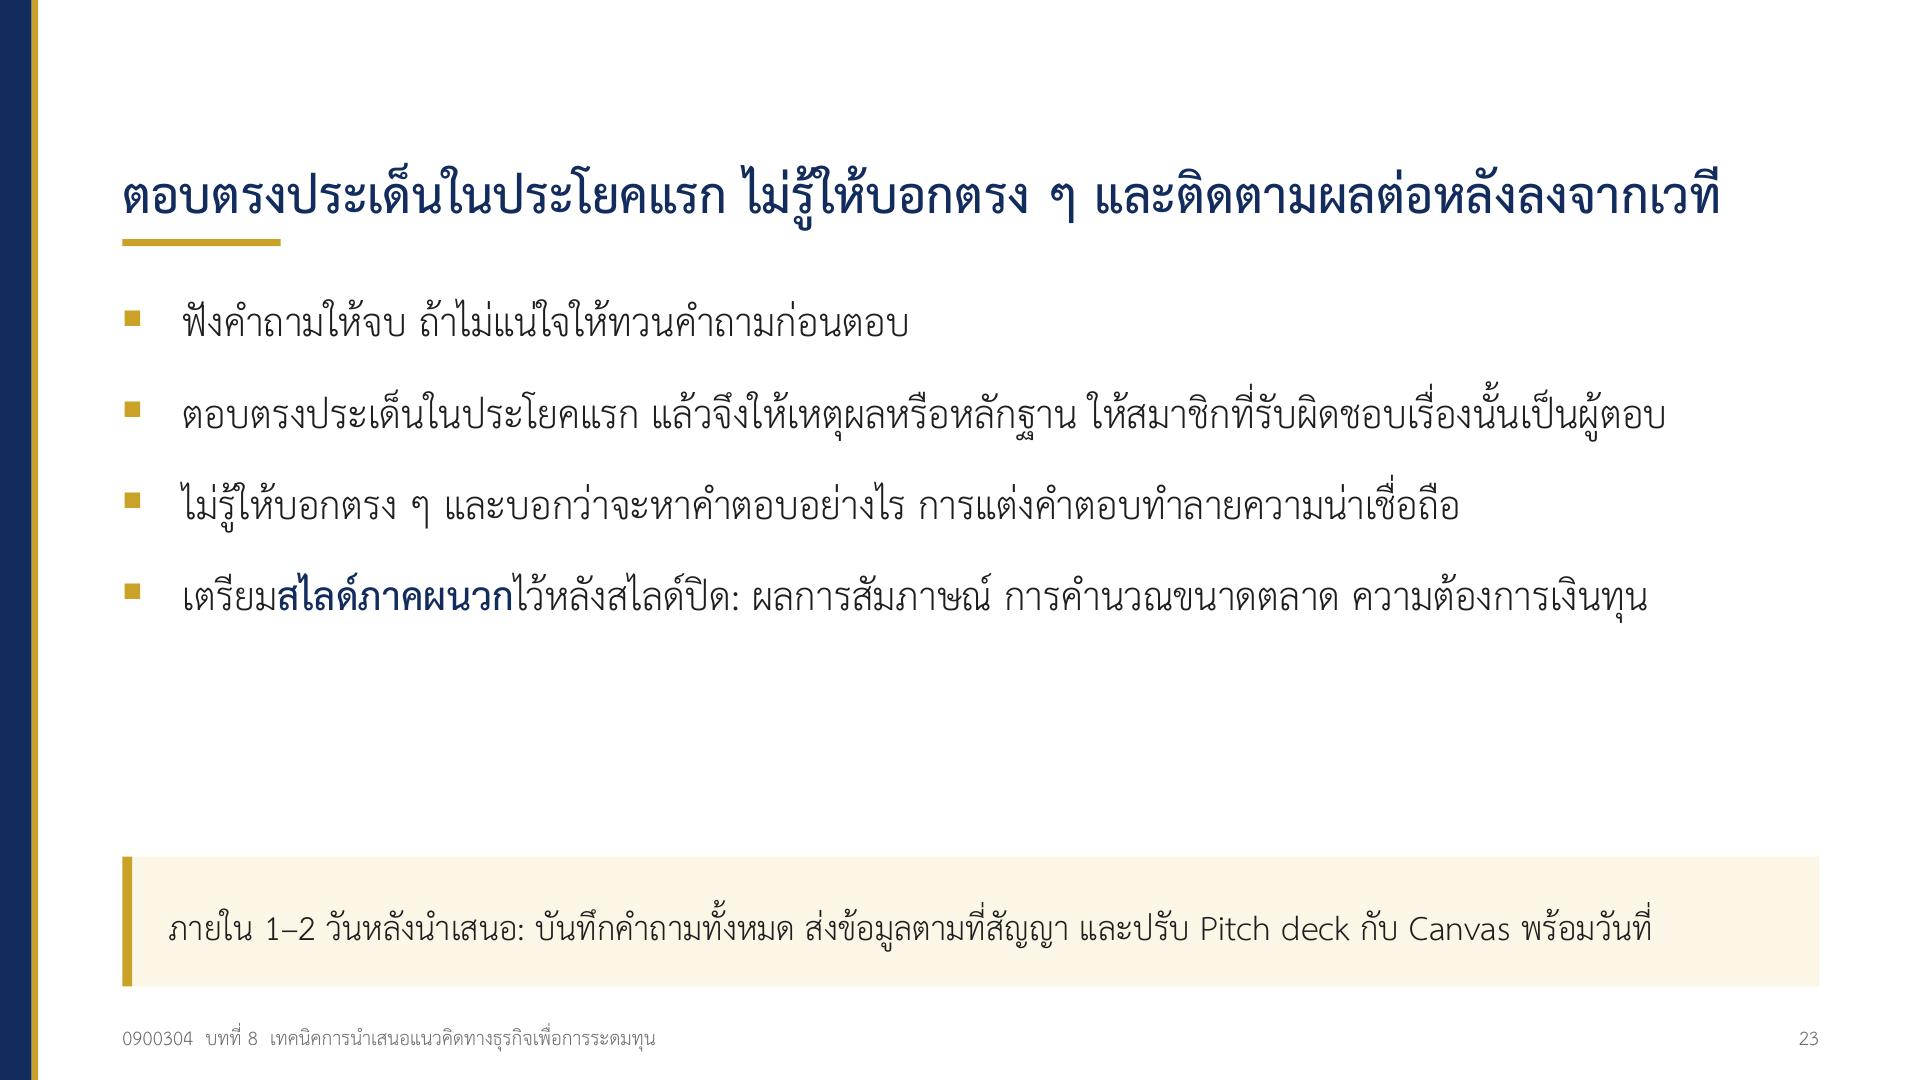 ตอบตรงประเด็นในประโยคแรก ไม่รู้ให้บอกตรง ๆ และติดตามผลต่อหลังลงจากเวที
ฟังคำถามให้จบ ถ้าไม่แน่ใจให้ทวนคำถามก่อนตอบ
ตอบตรงประเด็นในประโยคแรก แล้วจึงให้เหตุผลหรือหลักฐาน ให้สมาชิกที่รับผิดชอบเรื่องนั้นเป็นผู้ตอบ
ไม่รู้ให้บอกตรง ๆ และบอกว่าจะหาคำตอบอย่างไร การแต่งคำตอบทำลายความน่าเชื่อถือ
เตรียมสไลด์ภาคผนวกไว้หลังสไลด์ปิด: ผลการสัมภาษณ์ การคำนวณขนาดตลาด ความต้องการเงินทุน
ภายใน 1–2 วันหลังนำเสนอ: บันทึกคำถามทั้งหมด ส่งข้อมูลตามที่สัญญา และปรับ Pitch deck กับ Canvas พร้อมวันที่
0900304 บทที่ 8 เทคนิคการนำเสนอแนวคิดทางธุรกิจเพื่อการระดมทุน
23